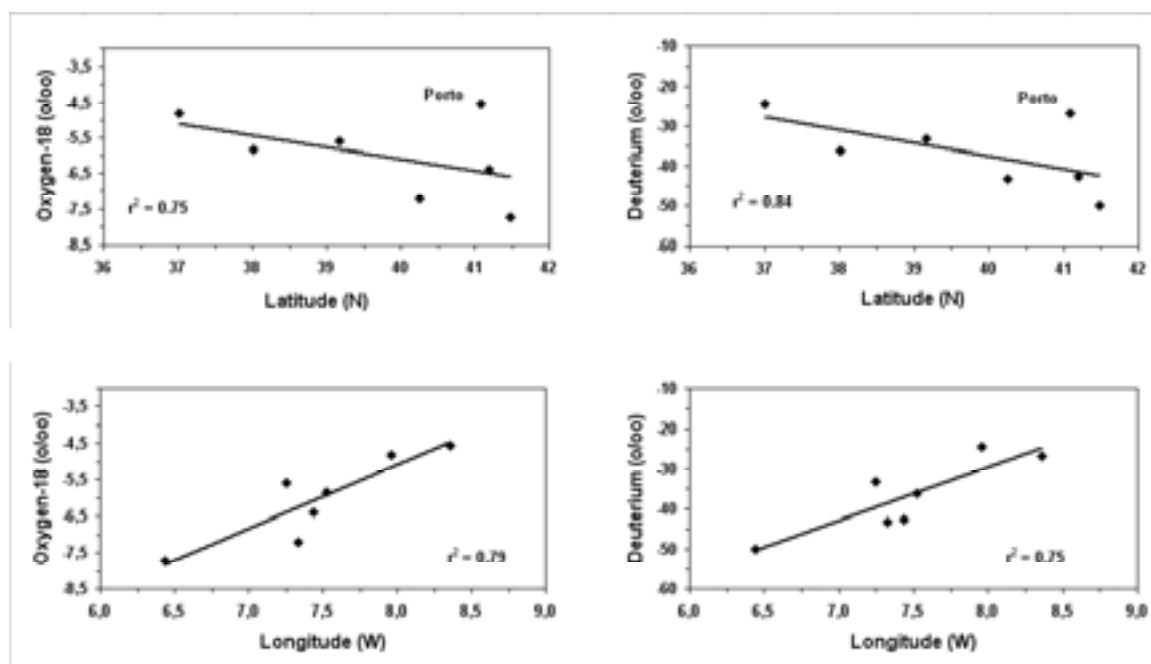 Oxygen-18 (o/oo)
-3,5
-4,5
-5,5
-6,5
-7,5
-8,5
Porto
r² = 0.75
36 37 38 39 40 41 42
Latitude (N)
Deuterium (o/oo)
-10
-20
-30
-40
-50
-60
Porto
r² = 0.84
36 37 38 39 40 41 42
Latitude (N)
Oxygen-18 (o/oo)
-3,5
-4,5
-5,5
-6,5
-7,5
-8,5
r² = 0.79
6,0 6,5 7,0 7,5 8,0 8,5 9,0
Longitude (W)
Deuterium (o/oo)
-10
-20
-30
-40
-50
-60
r² = 0.75
6,0 6,5 7,0 7,5 8,0 8,5 9,0
Longitude (W)